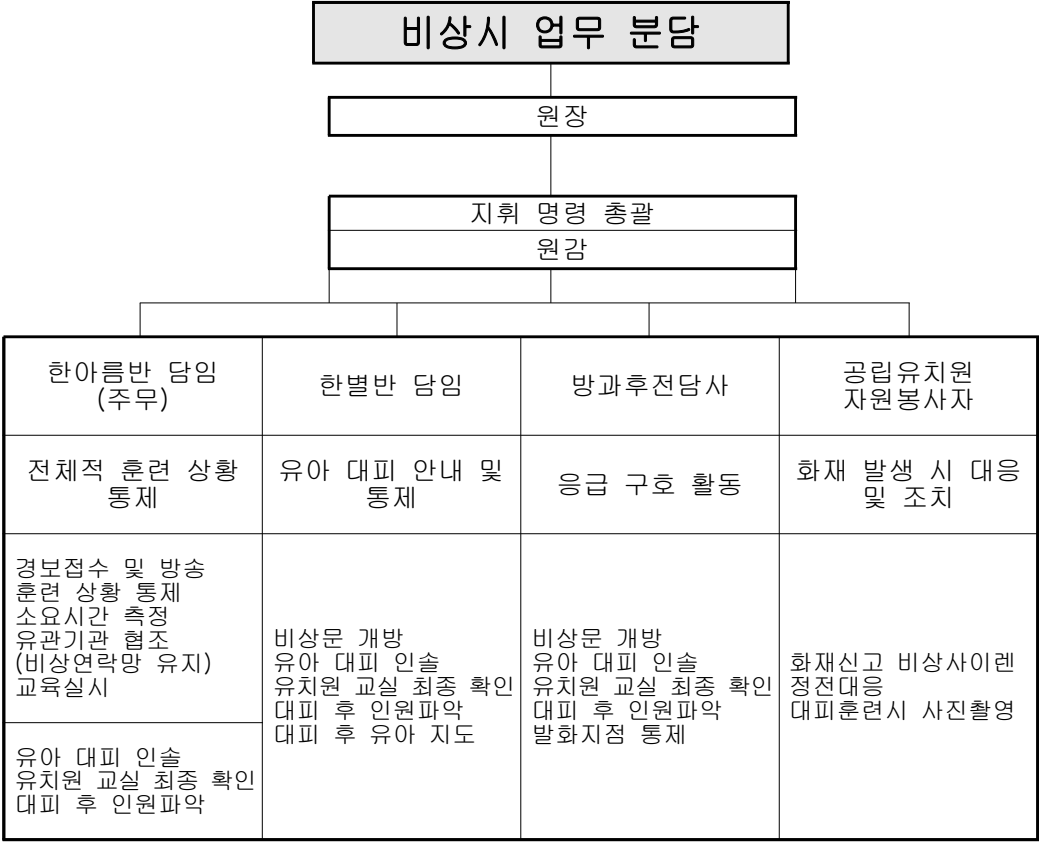 비상시 업무 분담
원장
지휘 명령 총괄
원감
한아름반 담임
(주무)
한별반 담임
방과후전담사
공립유치원
자원봉사자
전체적 훈련 상황
통제
유아 대피 안내 및
통제
응급 구호 활동
화재 발생 시 대응
및 조치
경보접수 및 방송
훈련 상황 통제
소요시간 측정
유관기관 협조
(비상연락망 유지)
교육실시
유아 대피 인솔
유치원 교실 최종 확인
대피 후 인원파악
비상문 개방
유아 대피 인솔
유치원 교실 최종 확인
대피 후 인원파악
대피 후 유아 지도
비상문 개방
유아 대피 인솔
유치원 교실 최종 확인
대피 후 인원파악
발화지점 통제
화재신고 비상사이렌
정전대응
대피훈련시 사진촬영